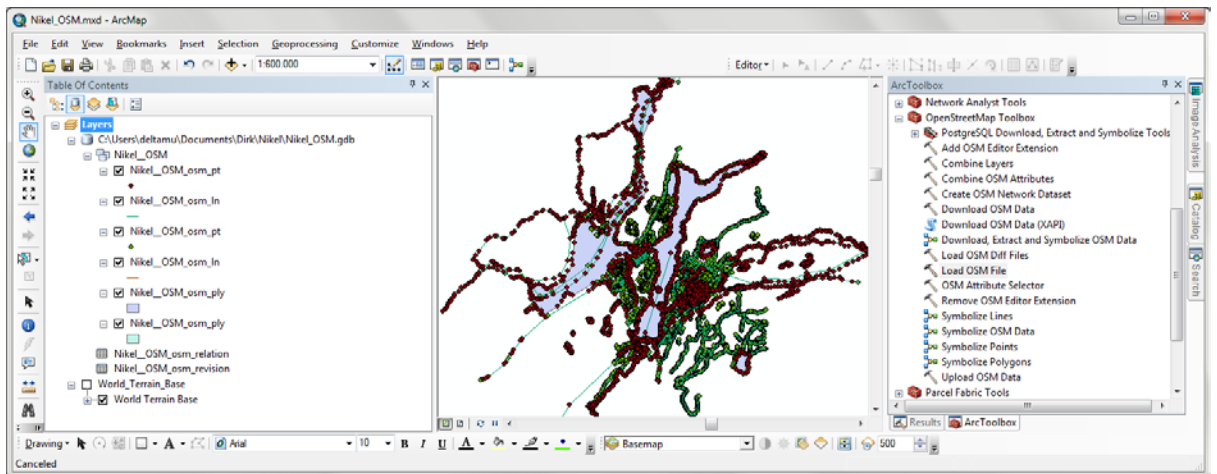 Nikel_OSM.mxd - ArcMap
File Edit View Bookmarks Insert Selection Geoprocessing Customize Windows Help
1:600.000
Editor
Table Of Contents
Layers
C:\Users\deltamu\Documents\Dirk\Nikel\Nikel_OSM.gdb
Nikel__OSM
Nikel__OSM_osm_pt
Nikel__OSM_osm_ln
Nikel__OSM_osm_pt
Nikel__OSM_osm_ln
Nikel__OSM_osm_ply
Nikel__OSM_osm_ply
Nikel__OSM_osm_relation
Nikel__OSM_osm_revision
World_Terrain_Base
World Terrain Base
ArcToolbox
Network Analyst Tools
OpenStreetMap Toolbox
PostgreSQL Download, Extract and Symbolize Tools
Add OSM Editor Extension
Combine Layers
Combine OSM Attributes
Create OSM Network Dataset
Download OSM Data
Download OSM Data (XAPI)
Download, Extract and Symbolize OSM Data
Load OSM Diff Files
Load OSM File
OSM Attribute Selector
Remove OSM Editor Extension
Symbolize Lines
Symbolize OSM Data
Symbolize Points
Symbolize Polygons
Upload OSM Data
Parcel Fabric Tools
Results ArcToolbox
Image Analysis
Catalog
Search
Drawing A Arial 10 B I U A Basemap 500
Canceled